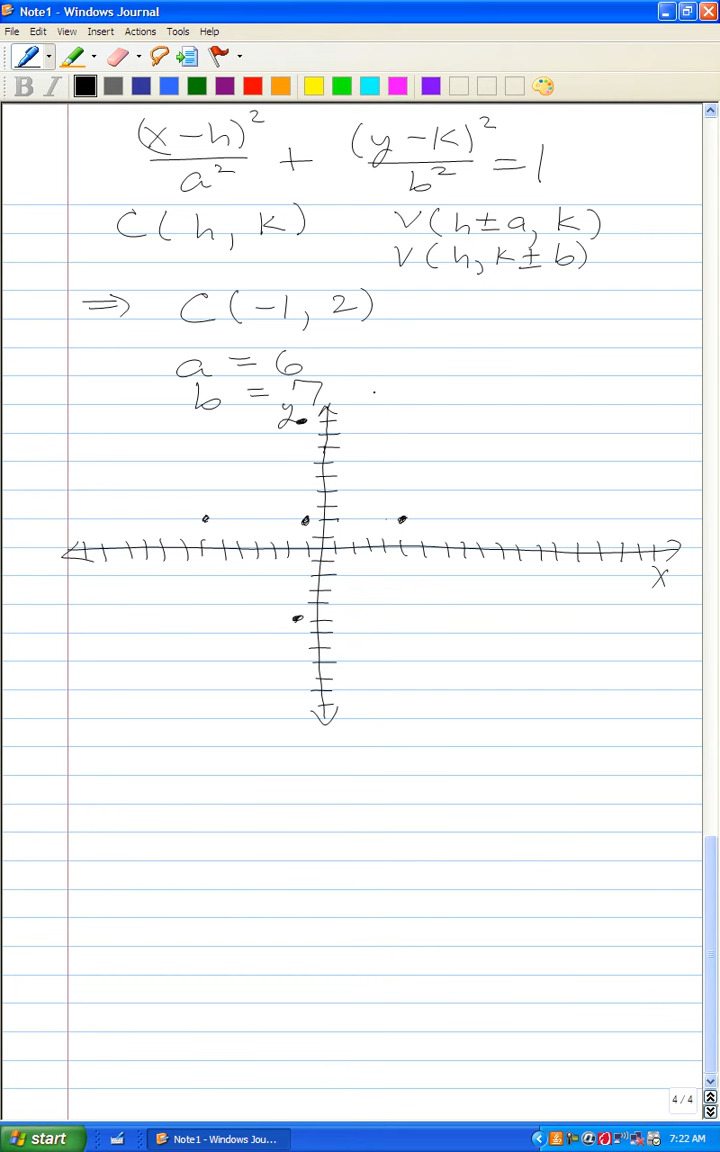 Note1 - Windows Journal
File Edit View Insert Actions Tools Help
B I
(x - h)² / a² + (y - k)² / b² = 1
C(h, k) V(h ± a, k)
V(h, k ± b)
⇒ C(-1, 2)
a = 6
b = 7
y
x
4 / 4
start Note1 - Windows Jou... 7:22 AM